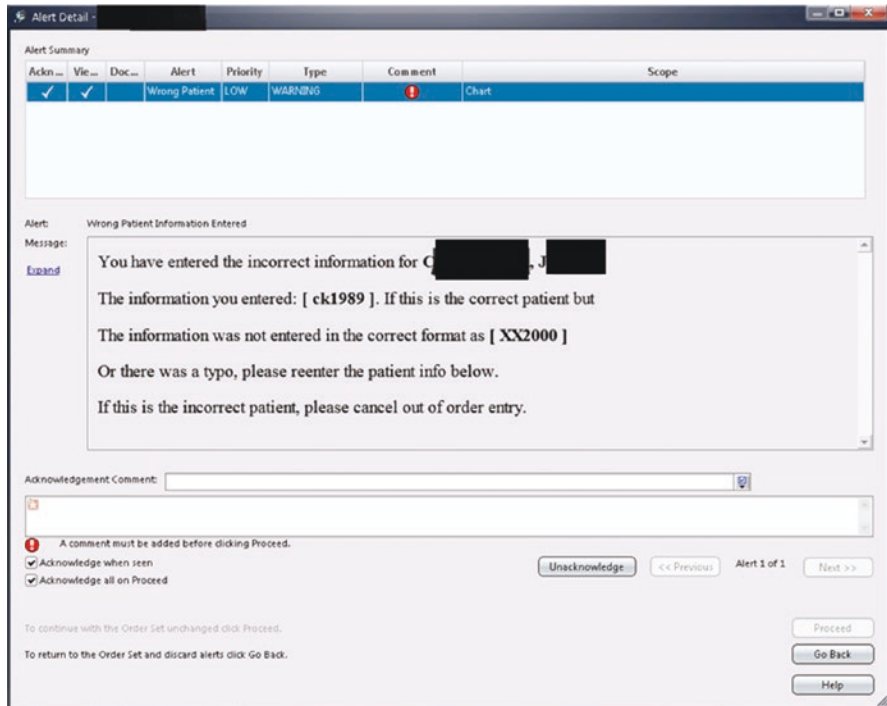 Alert Detail -
Alert Summary
Ackn... Vie... Doc... Alert Priority Type Comment Scope
Wrong Patient LOW WARNING Chart
Alert: Wrong Patient Information Entered
Message:
Expand
You have entered the incorrect information for C , J
The information you entered: [ ck1989 ]. If this is the correct patient but
The information was not entered in the correct format as [ XX2000 ]
Or there was a typo, please reenter the patient info below.
If this is the incorrect patient, please cancel out of order entry.
Acknowledgement Comment:
A comment must be added before clicking Proceed.
Acknowledge when seen
Acknowledge all on Proceed
Unacknowledge << Previous Alert 1 of 1 Next >>
To continue with the Order Set unchanged click Proceed.
Proceed
To return to the Order Set and discard alerts click Go Back.
Go Back
Help